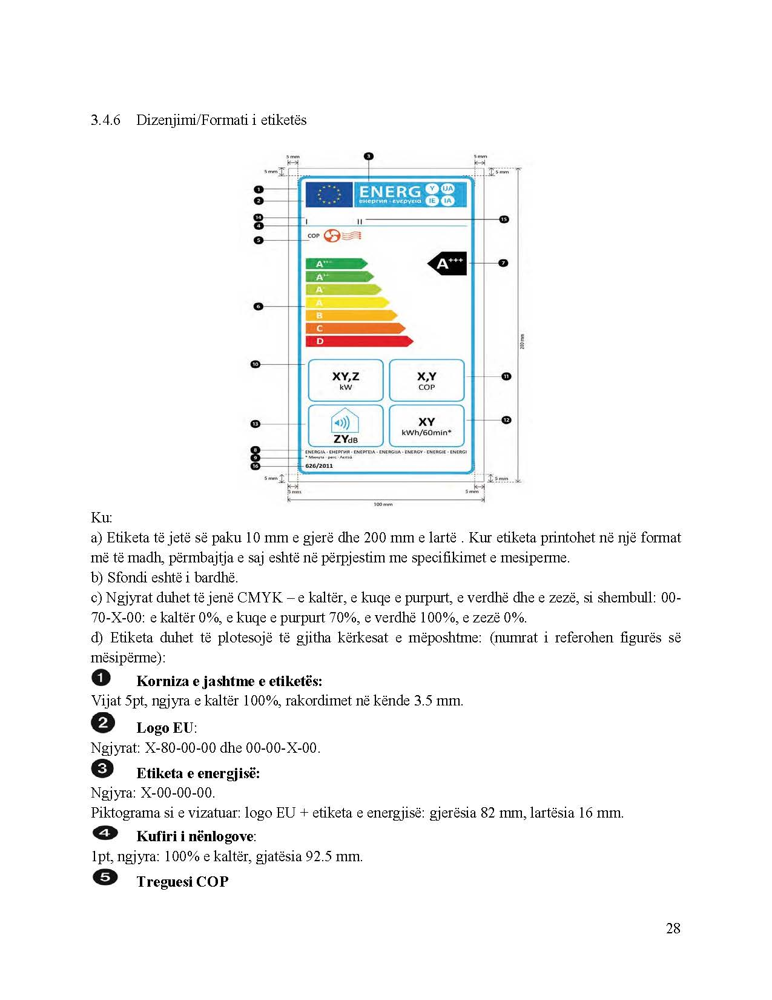 3.4.6 Dizenjimi/Formati i etiketës
5 mm
3
5 mm
5 mm
5 mm
1
ENERG Y IJA
2
енергия · ενεργεια IE IA
14
I II
15
4
COP
5
A+++
A+++
7
A++
A+
6
A
B
C
D
200 mm
10
XY,Z
X,Y
11
kW
COP
13
XY
12
kWh/60min*
ZYdB
8
ENERGIA · ЕНЕРГИЯ · ΕΝΕΡΓΕΙΑ · ENERGIJA · ENERGY · ENERGIE · ENERGI
9
* Минута · perc · Λεπτά
16
626/2011
5 mm
5 mm
5 mm
5 mm
100 mm
Ku:
a) Etiketa të jetë së paku 10 mm e gjerë dhe 200 mm e lartë . Kur etiketa printohet në një format
më të madh, përmbajtja e saj eshtë në përpjestim me specifikimet e mesiperme.
b) Sfondi eshtë i bardhë.
c) Ngjyrat duhet të jenë CMYK – e kaltër, e kuqe e purpurt, e verdhë dhe e zezë, si shembull: 00-
70-X-00: e kaltër 0%, e kuqe e purpurt 70%, e verdhë 100%, e zezë 0%.
d) Etiketa duhet të plotesojë të gjitha kërkesat e mëposhtme: (numrat i referohen figurës së
mësipërme):
1 Korniza e jashtme e etiketës:
Vijat 5pt, ngjyra e kaltër 100%, rakordimet në kënde 3.5 mm.
2 Logo EU:
Ngjyrat: X-80-00-00 dhe 00-00-X-00.
3 Etiketa e energjisë:
Ngjyra: X-00-00-00.
Piktograma si e vizatuar: logo EU + etiketa e energjisë: gjerësia 82 mm, lartësia 16 mm.
4 Kufiri i nënlogove:
1pt, ngjyra: 100% e kaltër, gjatësia 92.5 mm.
5 Treguesi COP
28